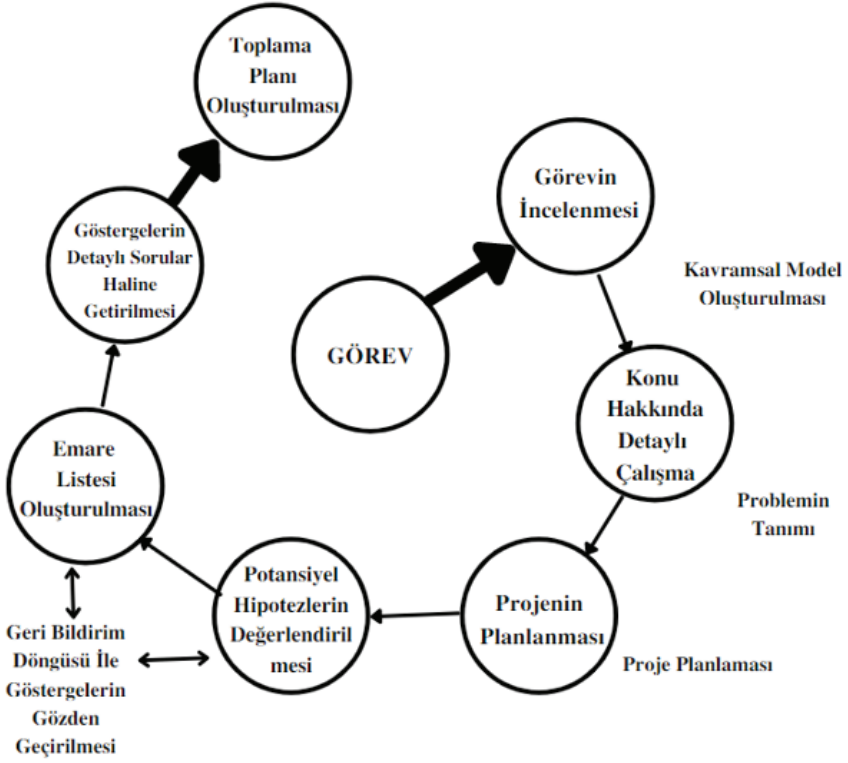 Toplama
Planı
Oluşturulması
Görevin
İncelenmesi
Göstergelerin
Detaylı Sorular
Haline
Getirilmesi
Kavramsal Model
Oluşturulması
GÖREV
Konu
Hakkında
Detaylı
Çalışma
Emare
Listesi
Oluşturulması
Problemin
Tanımı
Potansiyel
Hipotezlerin
Değerlendiril
mesi
Projenin
Planlanması
Proje Planlaması
Geri Bildirim
Döngüsü İle
Göstergelerin
Gözden
Geçirilmesi